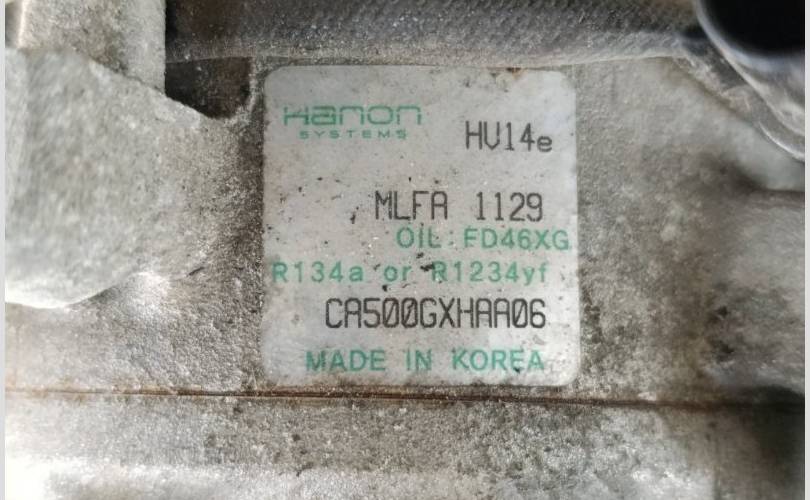 Hanon
SYSTEMS
HV14e
MLFA 1129
OIL: FD46XG
R134a or R1234yf
CA500GXHAA06
MADE IN KOREA